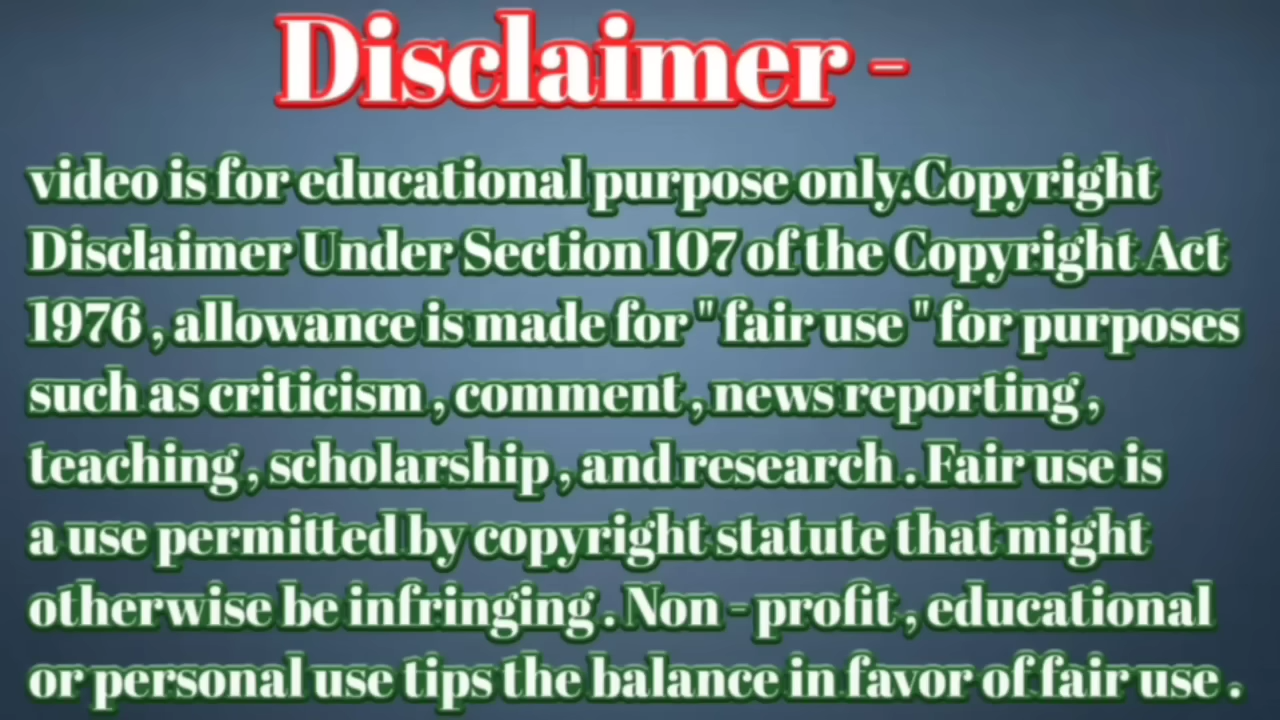 Disclaimer -
video is for educational purpose only.Copyright
Disclaimer Under Section 107 of the Copyright Act
1976 , allowance is made for " fair use " for purposes
such as criticism , comment , news reporting ,
teaching , scholarship , and research . Fair use is
a use permitted by copyright statute that might
otherwise be infringing . Non - profit , educational
or personal use tips the balance in favor of fair use .